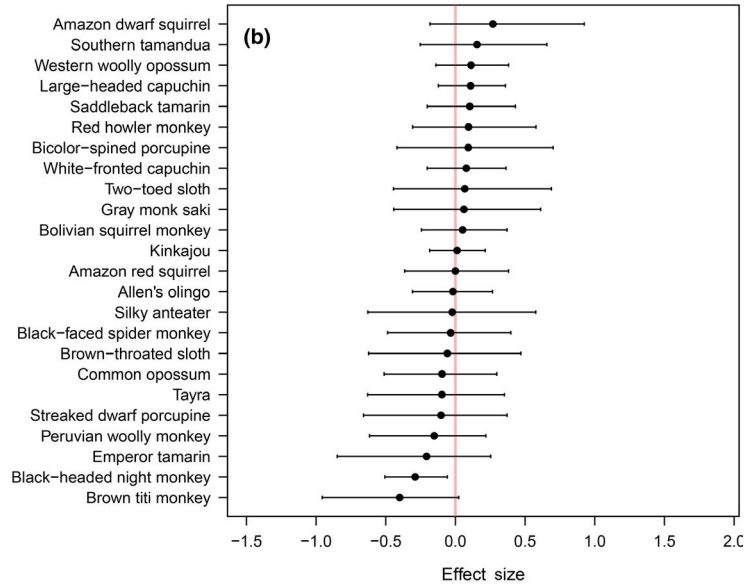 (b)
Amazon dwarf squirrel
Southern tamandua
Western woolly opossum
Large−headed capuchin
Saddleback tamarin
Red howler monkey
Bicolor−spined porcupine
White−fronted capuchin
Two−toed sloth
Gray monk saki
Bolivian squirrel monkey
Kinkajou
Amazon red squirrel
Allen's olingo
Silky anteater
Black−faced spider monkey
Brown−throated sloth
Common opossum
Tayra
Streaked dwarf porcupine
Peruvian woolly monkey
Emperor tamarin
Black−headed night monkey
Brown titi monkey
−1.5 −1.0 −0.5 0.0 0.5 1.0 1.5 2.0
Effect size